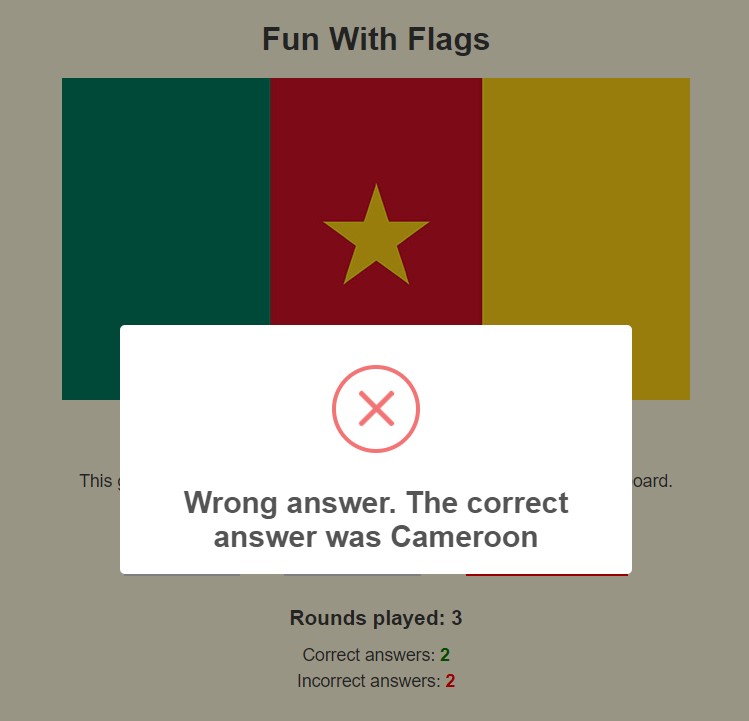 Fun With Flags
This
oard.
Wrong answer. The correct
answer was Cameroon
Rounds played: 3
Correct answers: 2
Incorrect answers: 2